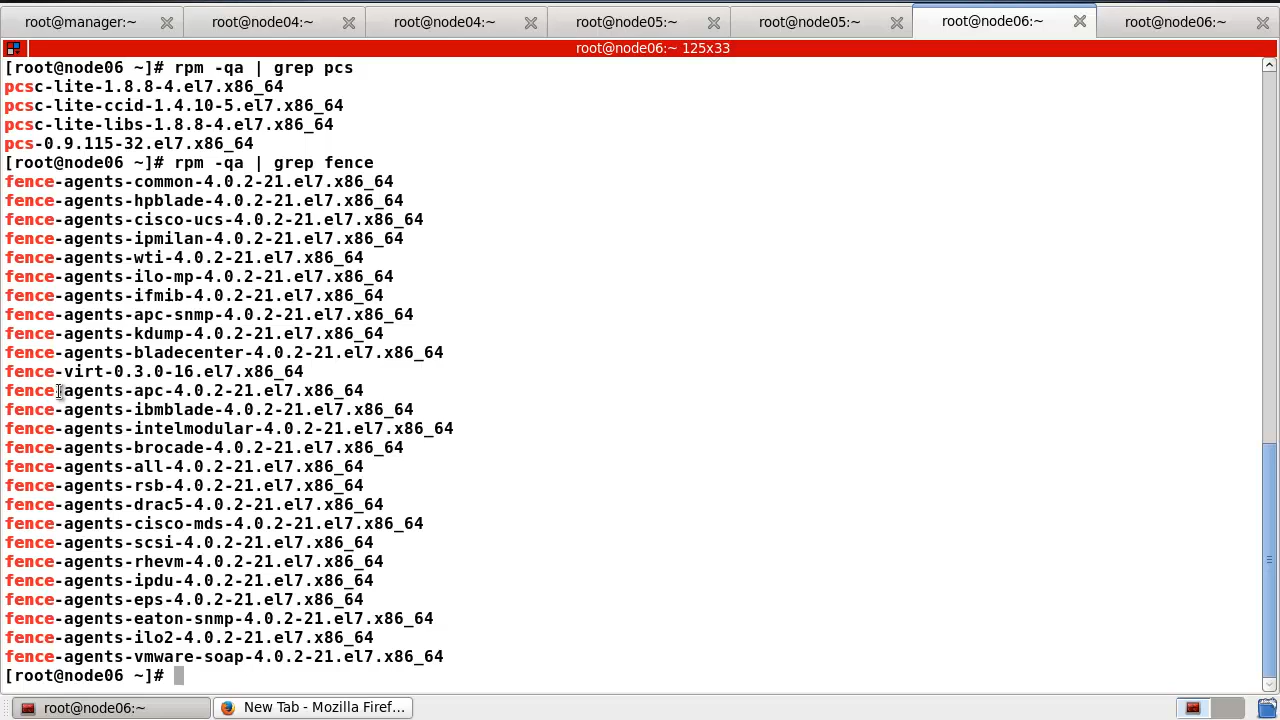 root@manager:~
root@node04:~
root@node04:~
root@node05:~
root@node05:~
root@node06:~
root@node06:~
root@node06:~ 125x33
[root@node06 ~]# rpm -qa | grep pcs
pcsc-lite-1.8.8-4.el7.x86_64
pcsc-lite-ccid-1.4.10-5.el7.x86_64
pcsc-lite-libs-1.8.8-4.el7.x86_64
pcs-0.9.115-32.el7.x86_64
[root@node06 ~]# rpm -qa | grep fence
fence-agents-common-4.0.2-21.el7.x86_64
fence-agents-hpblade-4.0.2-21.el7.x86_64
fence-agents-cisco-ucs-4.0.2-21.el7.x86_64
fence-agents-ipmilan-4.0.2-21.el7.x86_64
fence-agents-wti-4.0.2-21.el7.x86_64
fence-agents-ilo-mp-4.0.2-21.el7.x86_64
fence-agents-ifmib-4.0.2-21.el7.x86_64
fence-agents-apc-snmp-4.0.2-21.el7.x86_64
fence-agents-kdump-4.0.2-21.el7.x86_64
fence-agents-bladecenter-4.0.2-21.el7.x86_64
fence-virt-0.3.0-16.el7.x86_64
fence-agents-apc-4.0.2-21.el7.x86_64
fence-agents-ibmblade-4.0.2-21.el7.x86_64
fence-agents-intelmodular-4.0.2-21.el7.x86_64
fence-agents-brocade-4.0.2-21.el7.x86_64
fence-agents-all-4.0.2-21.el7.x86_64
fence-agents-rsb-4.0.2-21.el7.x86_64
fence-agents-drac5-4.0.2-21.el7.x86_64
fence-agents-cisco-mds-4.0.2-21.el7.x86_64
fence-agents-scsi-4.0.2-21.el7.x86_64
fence-agents-rhevm-4.0.2-21.el7.x86_64
fence-agents-ipdu-4.0.2-21.el7.x86_64
fence-agents-eps-4.0.2-21.el7.x86_64
fence-agents-eaton-snmp-4.0.2-21.el7.x86_64
fence-agents-ilo2-4.0.2-21.el7.x86_64
fence-agents-vmware-soap-4.0.2-21.el7.x86_64
[root@node06 ~]#
root@node06:~
New Tab - Mozilla Firef...